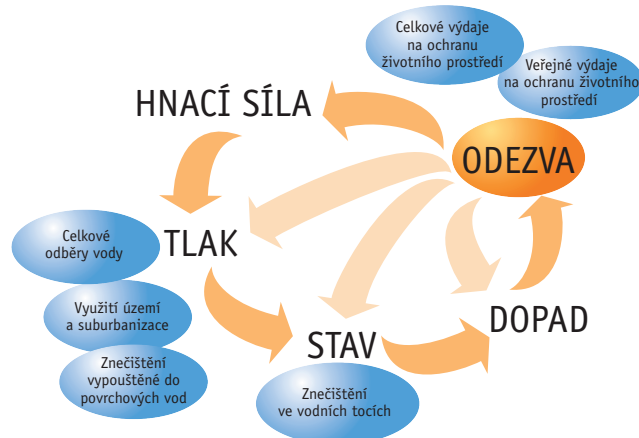 Celkové výdaje
na ochranu
životního prostředí
Veřejné výdaje
na ochranu životního
prostředí
HNACÍ SÍLA
ODEZVA
Celkové
odběry vody
TLAK
Využití území
a suburbanizace
DOPAD
STAV
Znečištění
vypouštěné do
povrchových vod
Znečištění
ve vodních tocích